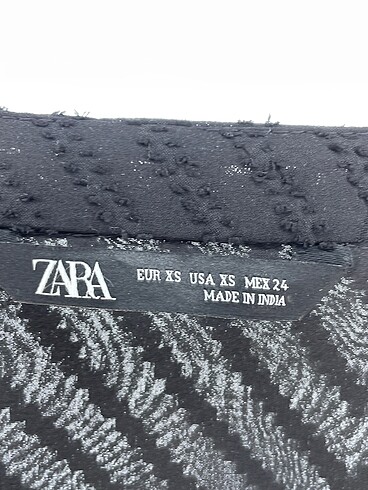 ZARA
EUR XS USA XS MEX 24
MADE IN INDIA